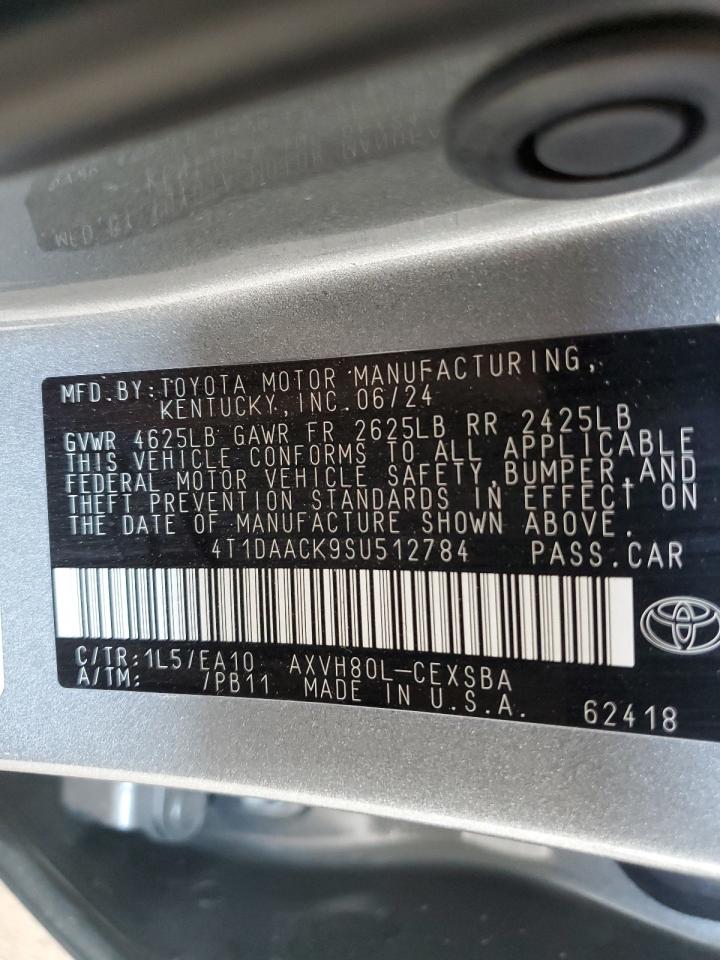 MFD.BY:TOYOTA MOTOR MANUFACTURING,
KENTUCKY,INC.06/24
GVWR 4625LB GAWR FR 2625LB RR 2425LB
THIS VEHICLE CONFORMS TO ALL APPLICABLE
FEDERAL MOTOR VEHICLE SAFETY,BUMPER,AND
THEFT PREVENTION STANDARDS IN EFFECT ON
THE DATE OF MANUFACTURE SHOWN ABOVE.
4T1DAACK9SU512784 PASS.CAR
C/TR:1L5/EA10 AXVH80L-CEXSBA
A/TM: /PB11 MADE IN U.S.A.
62418